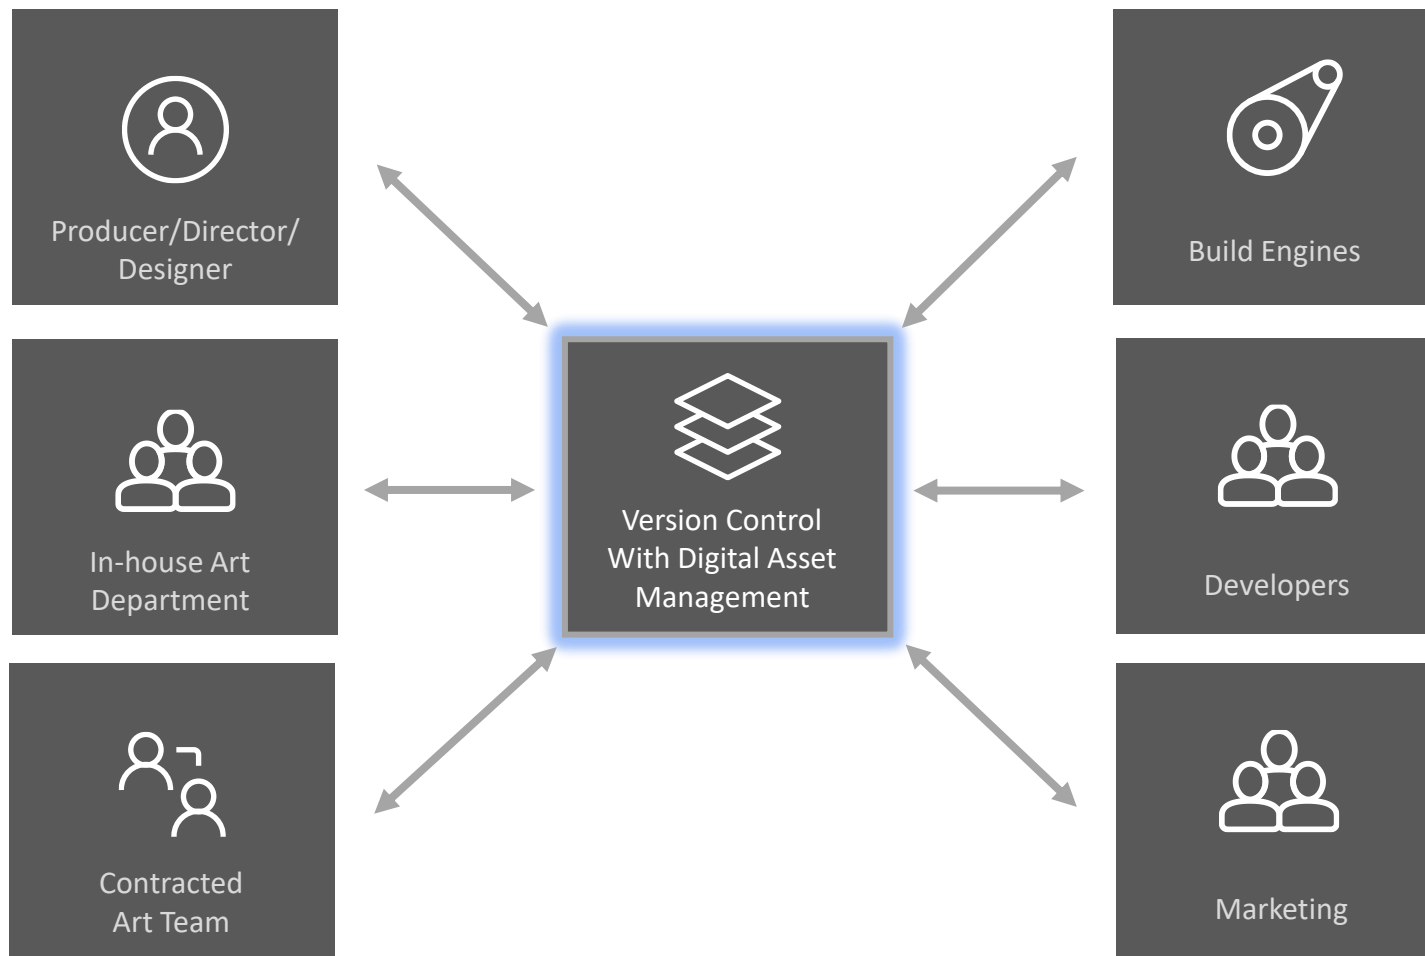 Producer/Director/
Designer
Build Engines
In-house Art
Department
Version Control
With Digital Asset
Management
Developers
Contracted
Art Team
Marketing